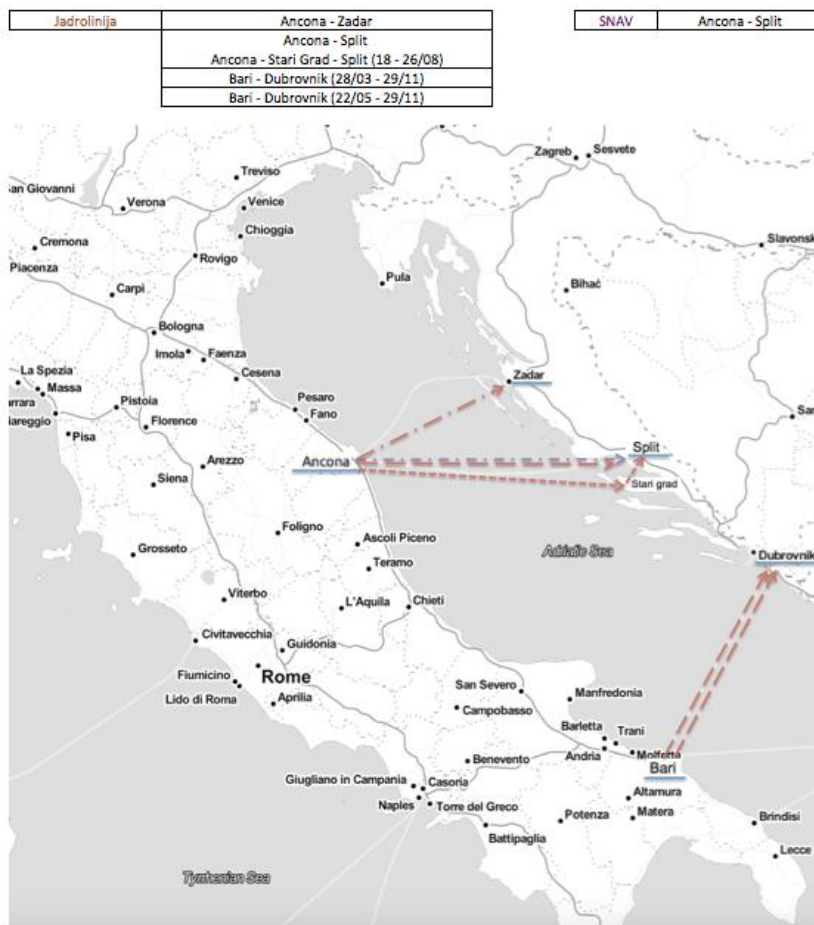 Jadrolinija Ancona - Zadar SNAV Ancona - Split
Ancona - Split
Ancona - Stari Grad - Split (18 - 26/08)
Bari - Dubrovnik (28/03 - 29/11)
Bari - Dubrovnik (22/05 - 29/11)
Zagreb Sesvete
Treviso
San Giovanni
Verona Venice
Chioggia
Cremona Slavonsk
Rovigo
Piacenza
Pula
Bihać
Carpi
Bologna
Imola Faenza
La Spezia Cesena Zadar
Massa
rrara Pistoia Pesaro
iareggio Florence Fano San
Pisa
Split
Arezzo Ancona
Siena Stari grad
Foligno
Ascoli Piceno Adriatic Sea
Grosseto Dubrovnik
Teramo
Viterbo L'Aquila Chieti
Civitavecchia
Guidonia
Rome
Fiumicino San Severo
Lido di Roma Aprilia Manfredonia
Campobasso
Barletta Trani
Andria Molfetta
Benevento Bari
Giugliano in Campania Casoria
Naples Torre del Greco Altamura
Potenza Matera Brindisi
Battipaglia
Lecce
Tyrrhenian Sea